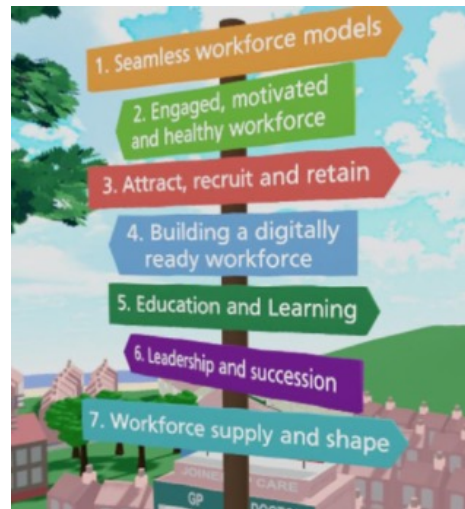 1. Seamless workforce models
2. Engaged, motivated
and healthy workforce
3. Attract, recruit and retain
4. Building a digitally
ready workforce
5. Education and Learning
6. Leadership and succession
7. Workforce supply and shape
CARE
GP